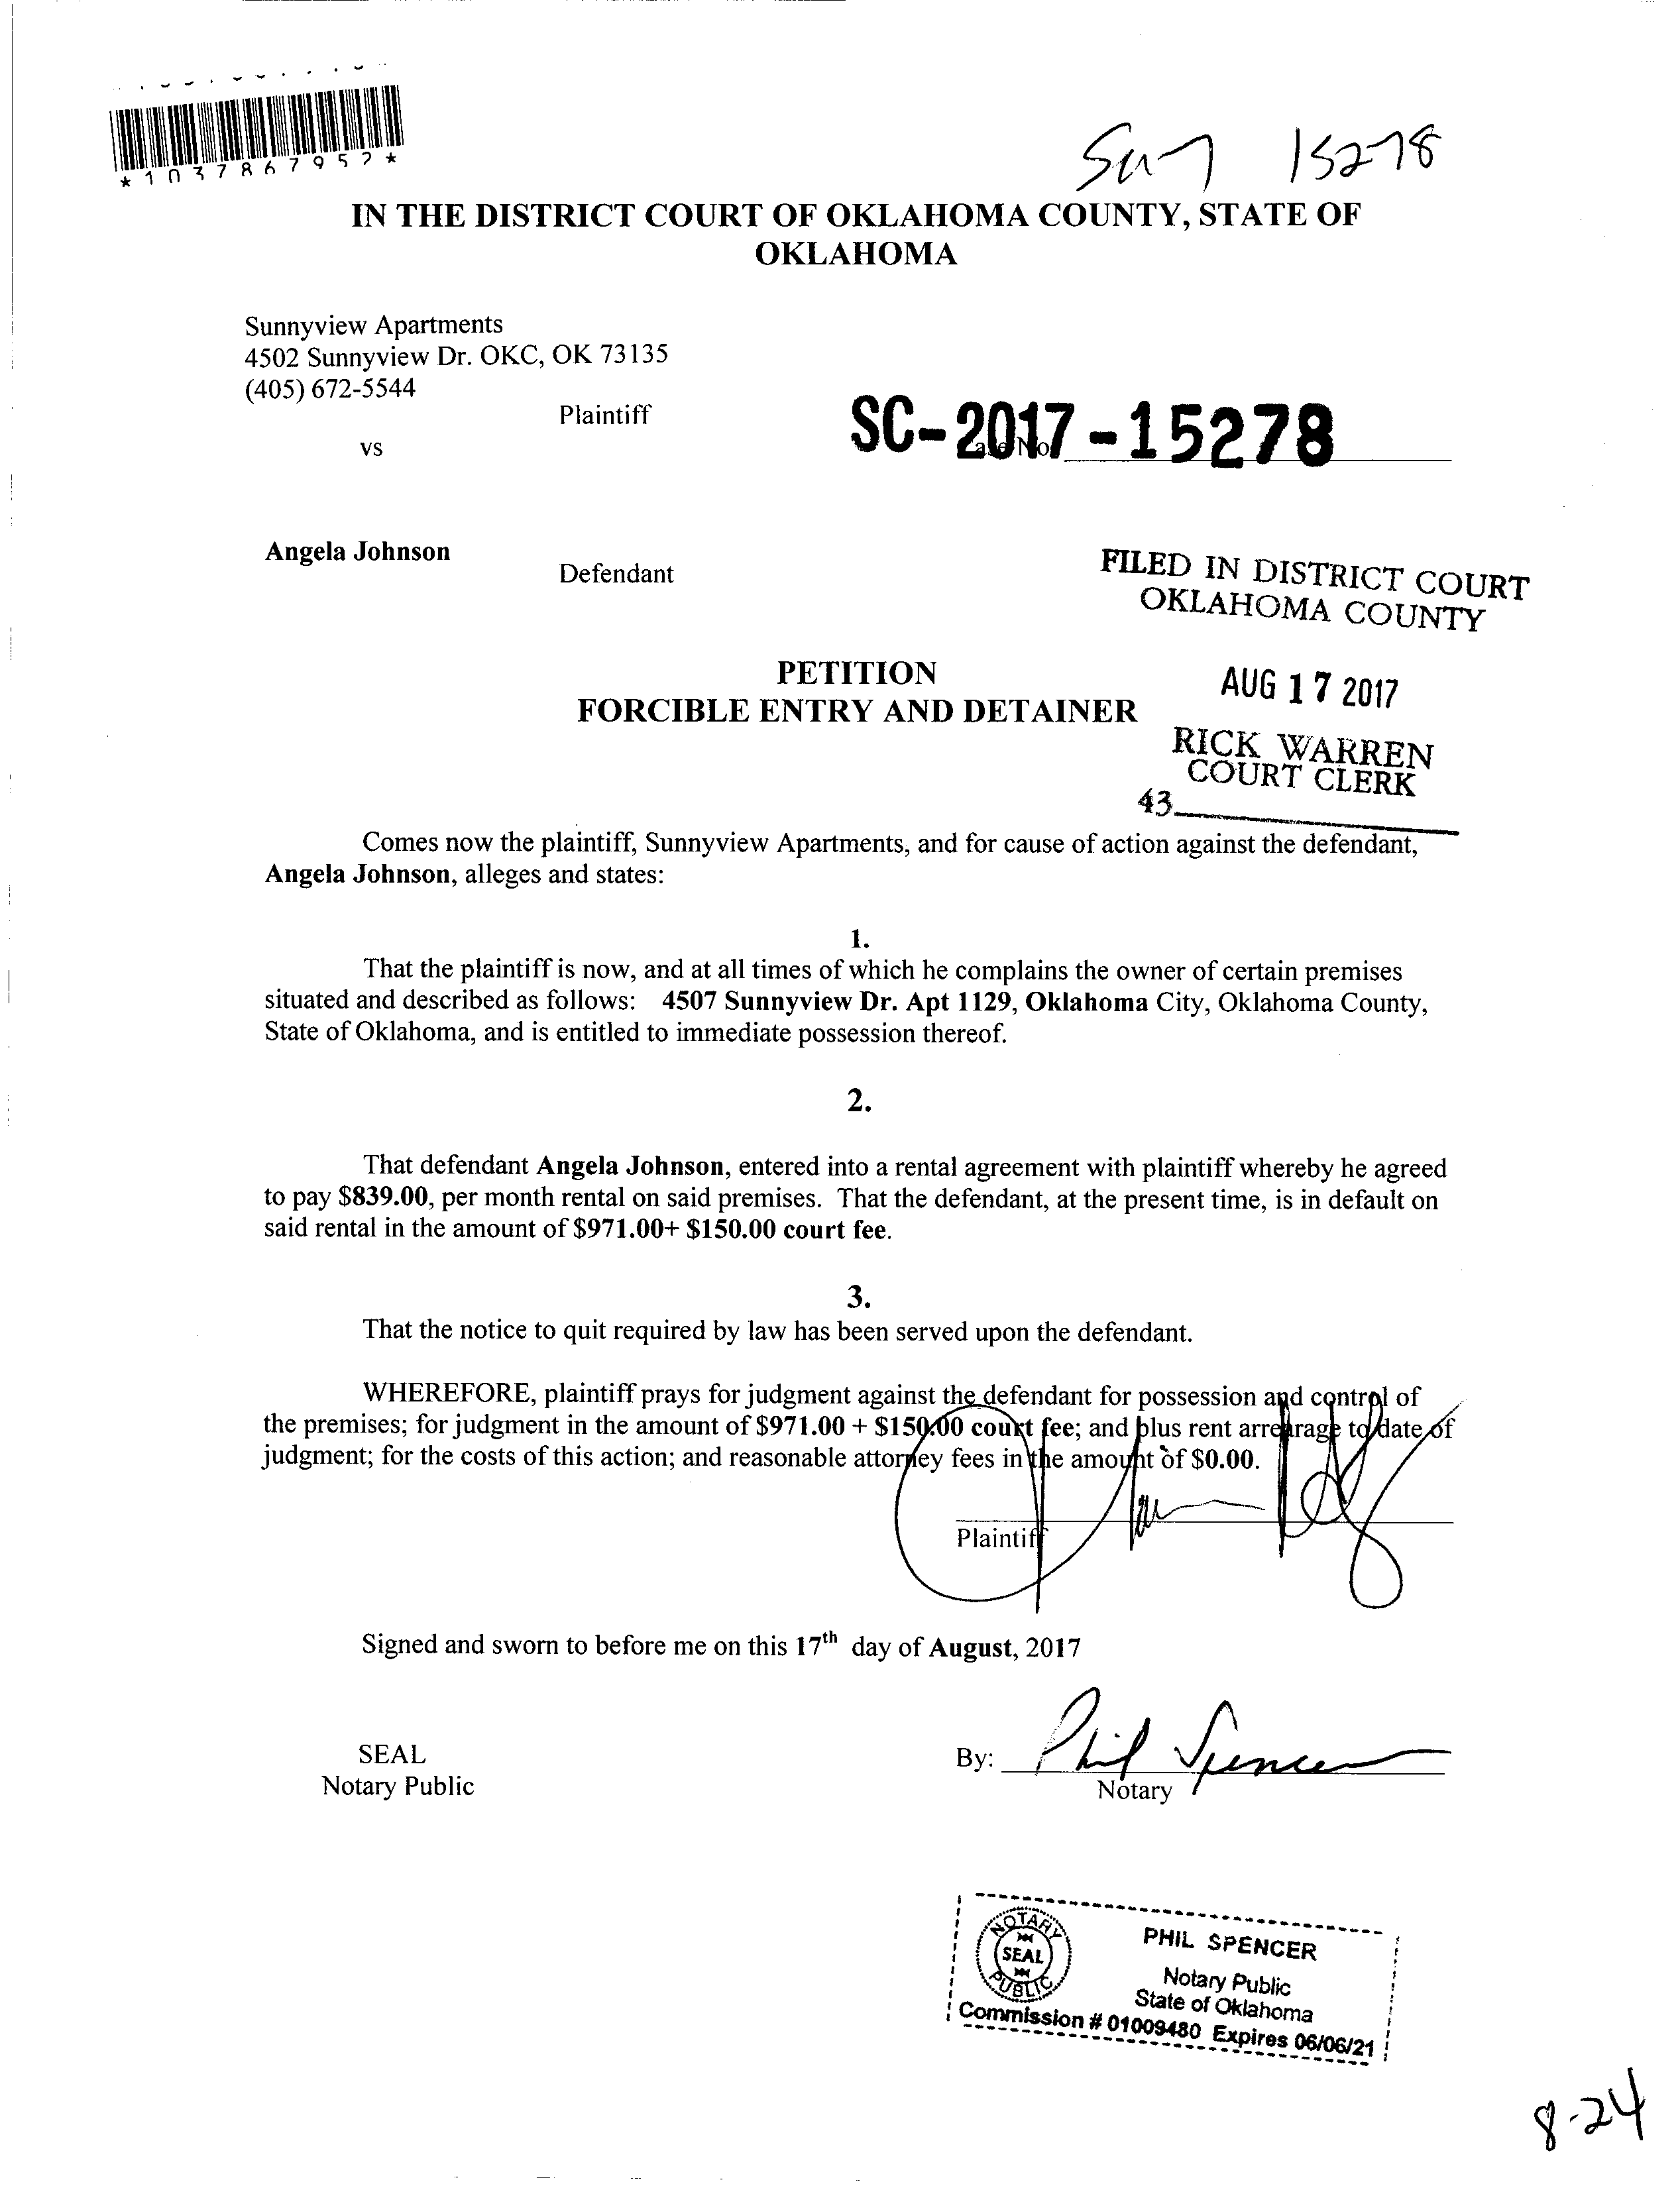 *1037867952*
Sun 15278
IN THE DISTRICT COURT OF OKLAHOMA COUNTY, STATE OF
OKLAHOMA
Sunnyview Apartments
4502 Sunnyview Dr. OKC, OK 73135
(405) 672-5544
Plaintiff
vs
SC-2017-15278
Angela Johnson
Defendant
FILED IN DISTRICT COURT
OKLAHOMA COUNTY
PETITION
FORCIBLE ENTRY AND DETAINER
AUG 17 2017
RICK WARREN
COURT CLERK
43
Comes now the plaintiff, Sunnyview Apartments, and for cause of action against the defendant,
Angela Johnson, alleges and states:
1.
That the plaintiff is now, and at all times of which he complains the owner of certain premises
situated and described as follows: 4507 Sunnyview Dr. Apt 1129, Oklahoma City, Oklahoma County,
State of Oklahoma, and is entitled to immediate possession thereof.
2.
That defendant Angela Johnson, entered into a rental agreement with plaintiff whereby he agreed
to pay $839.00, per month rental on said premises. That the defendant, at the present time, is in default on
said rental in the amount of $971.00+ $150.00 court fee.
3.
That the notice to quit required by law has been served upon the defendant.
WHEREFORE, plaintiff prays for judgment against the defendant for possession and control of
the premises; for judgment in the amount of $971.00 + $150.00 court fee; and plus rent arrearage to date of
judgment; for the costs of this action; and reasonable attorney fees in the amount of $0.00.
Plaintiff
Signed and sworn to before me on this 17th day of August, 2017
SEAL
Notary Public
By: Phil Spencer
Notary
NOTARY
SEAL
PUBLIC
PHIL SPENCER
Notary Public
State of Oklahoma
Commission # 01009480 Expires 06/06/21
8-24